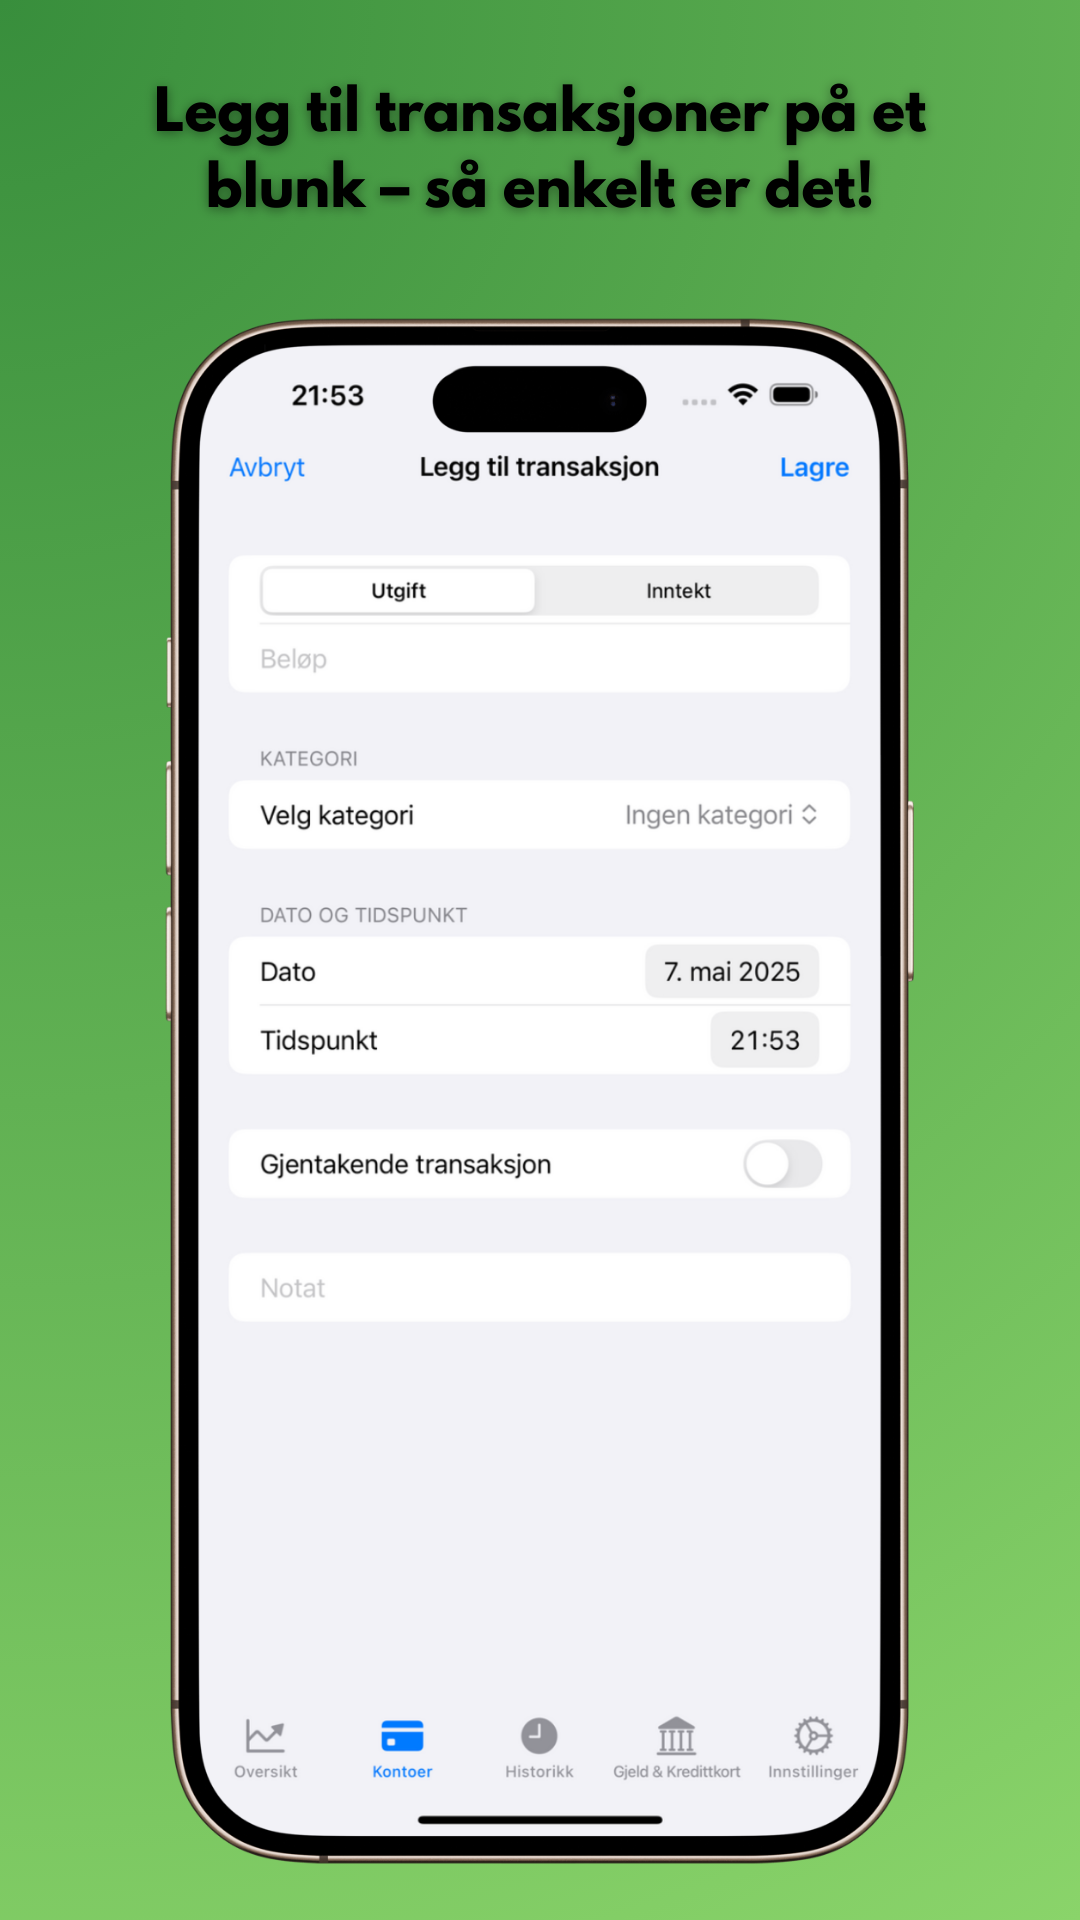 Legg til transaksjoner på et
blunk – så enkelt er det!
21:53
Avbryt Legg til transaksjon Lagre
Utgift Inntekt
Beløp
KATEGORI
Velg kategori Ingen kategori
DATO OG TIDSPUNKT
Dato 7. mai 2025
Tidspunkt 21:53
Gjentakende transaksjon
Notat
Oversikt Kontoer Historikk Gjeld & Kredittkort Innstillinger